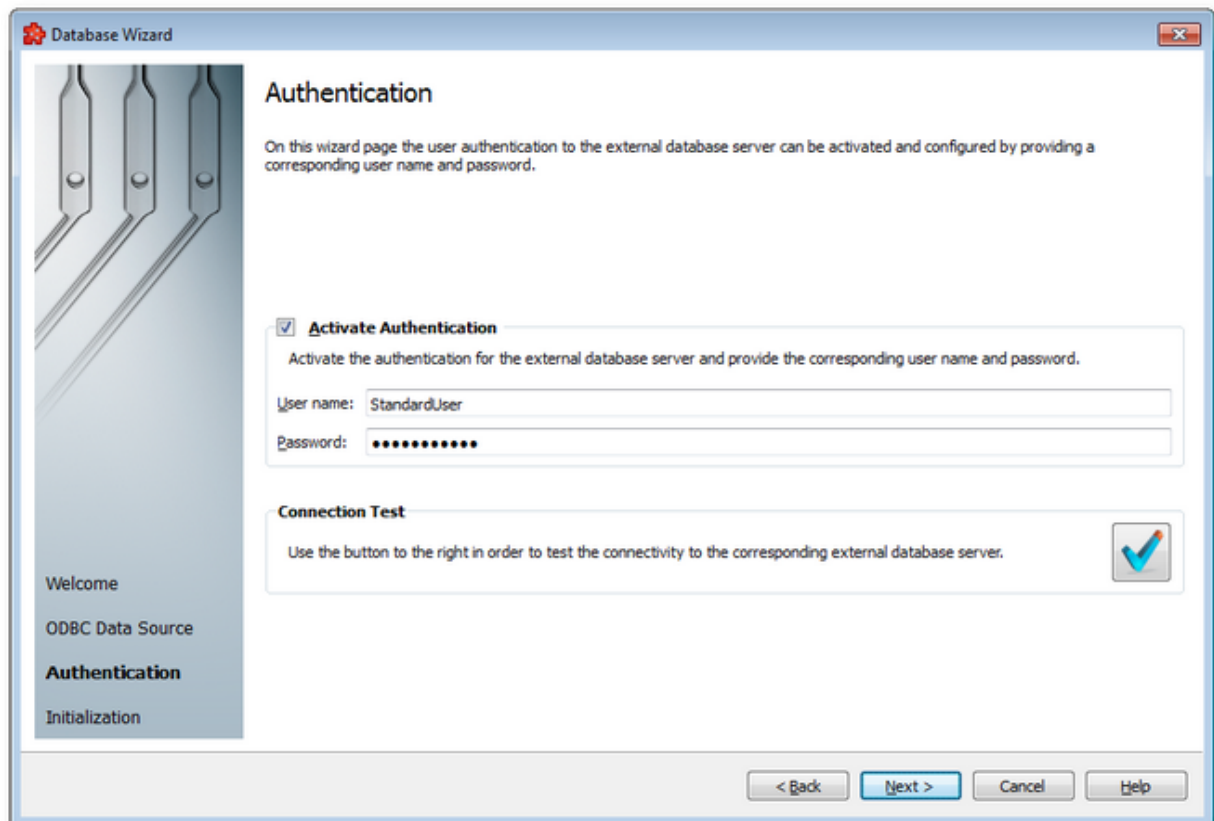 Database Wizard
Authentication
On this wizard page the user authentication to the external database server can be activated and configured by providing a
corresponding user name and password.
Activate Authentication
Activate the authentication for the external database server and provide the corresponding user name and password.
User name: StandardUser
Password: •••••••••••
Connection Test
Use the button to the right in order to test the connectivity to the corresponding external database server.
Welcome
ODBC Data Source
Authentication
Initialization
< Back Next > Cancel Help